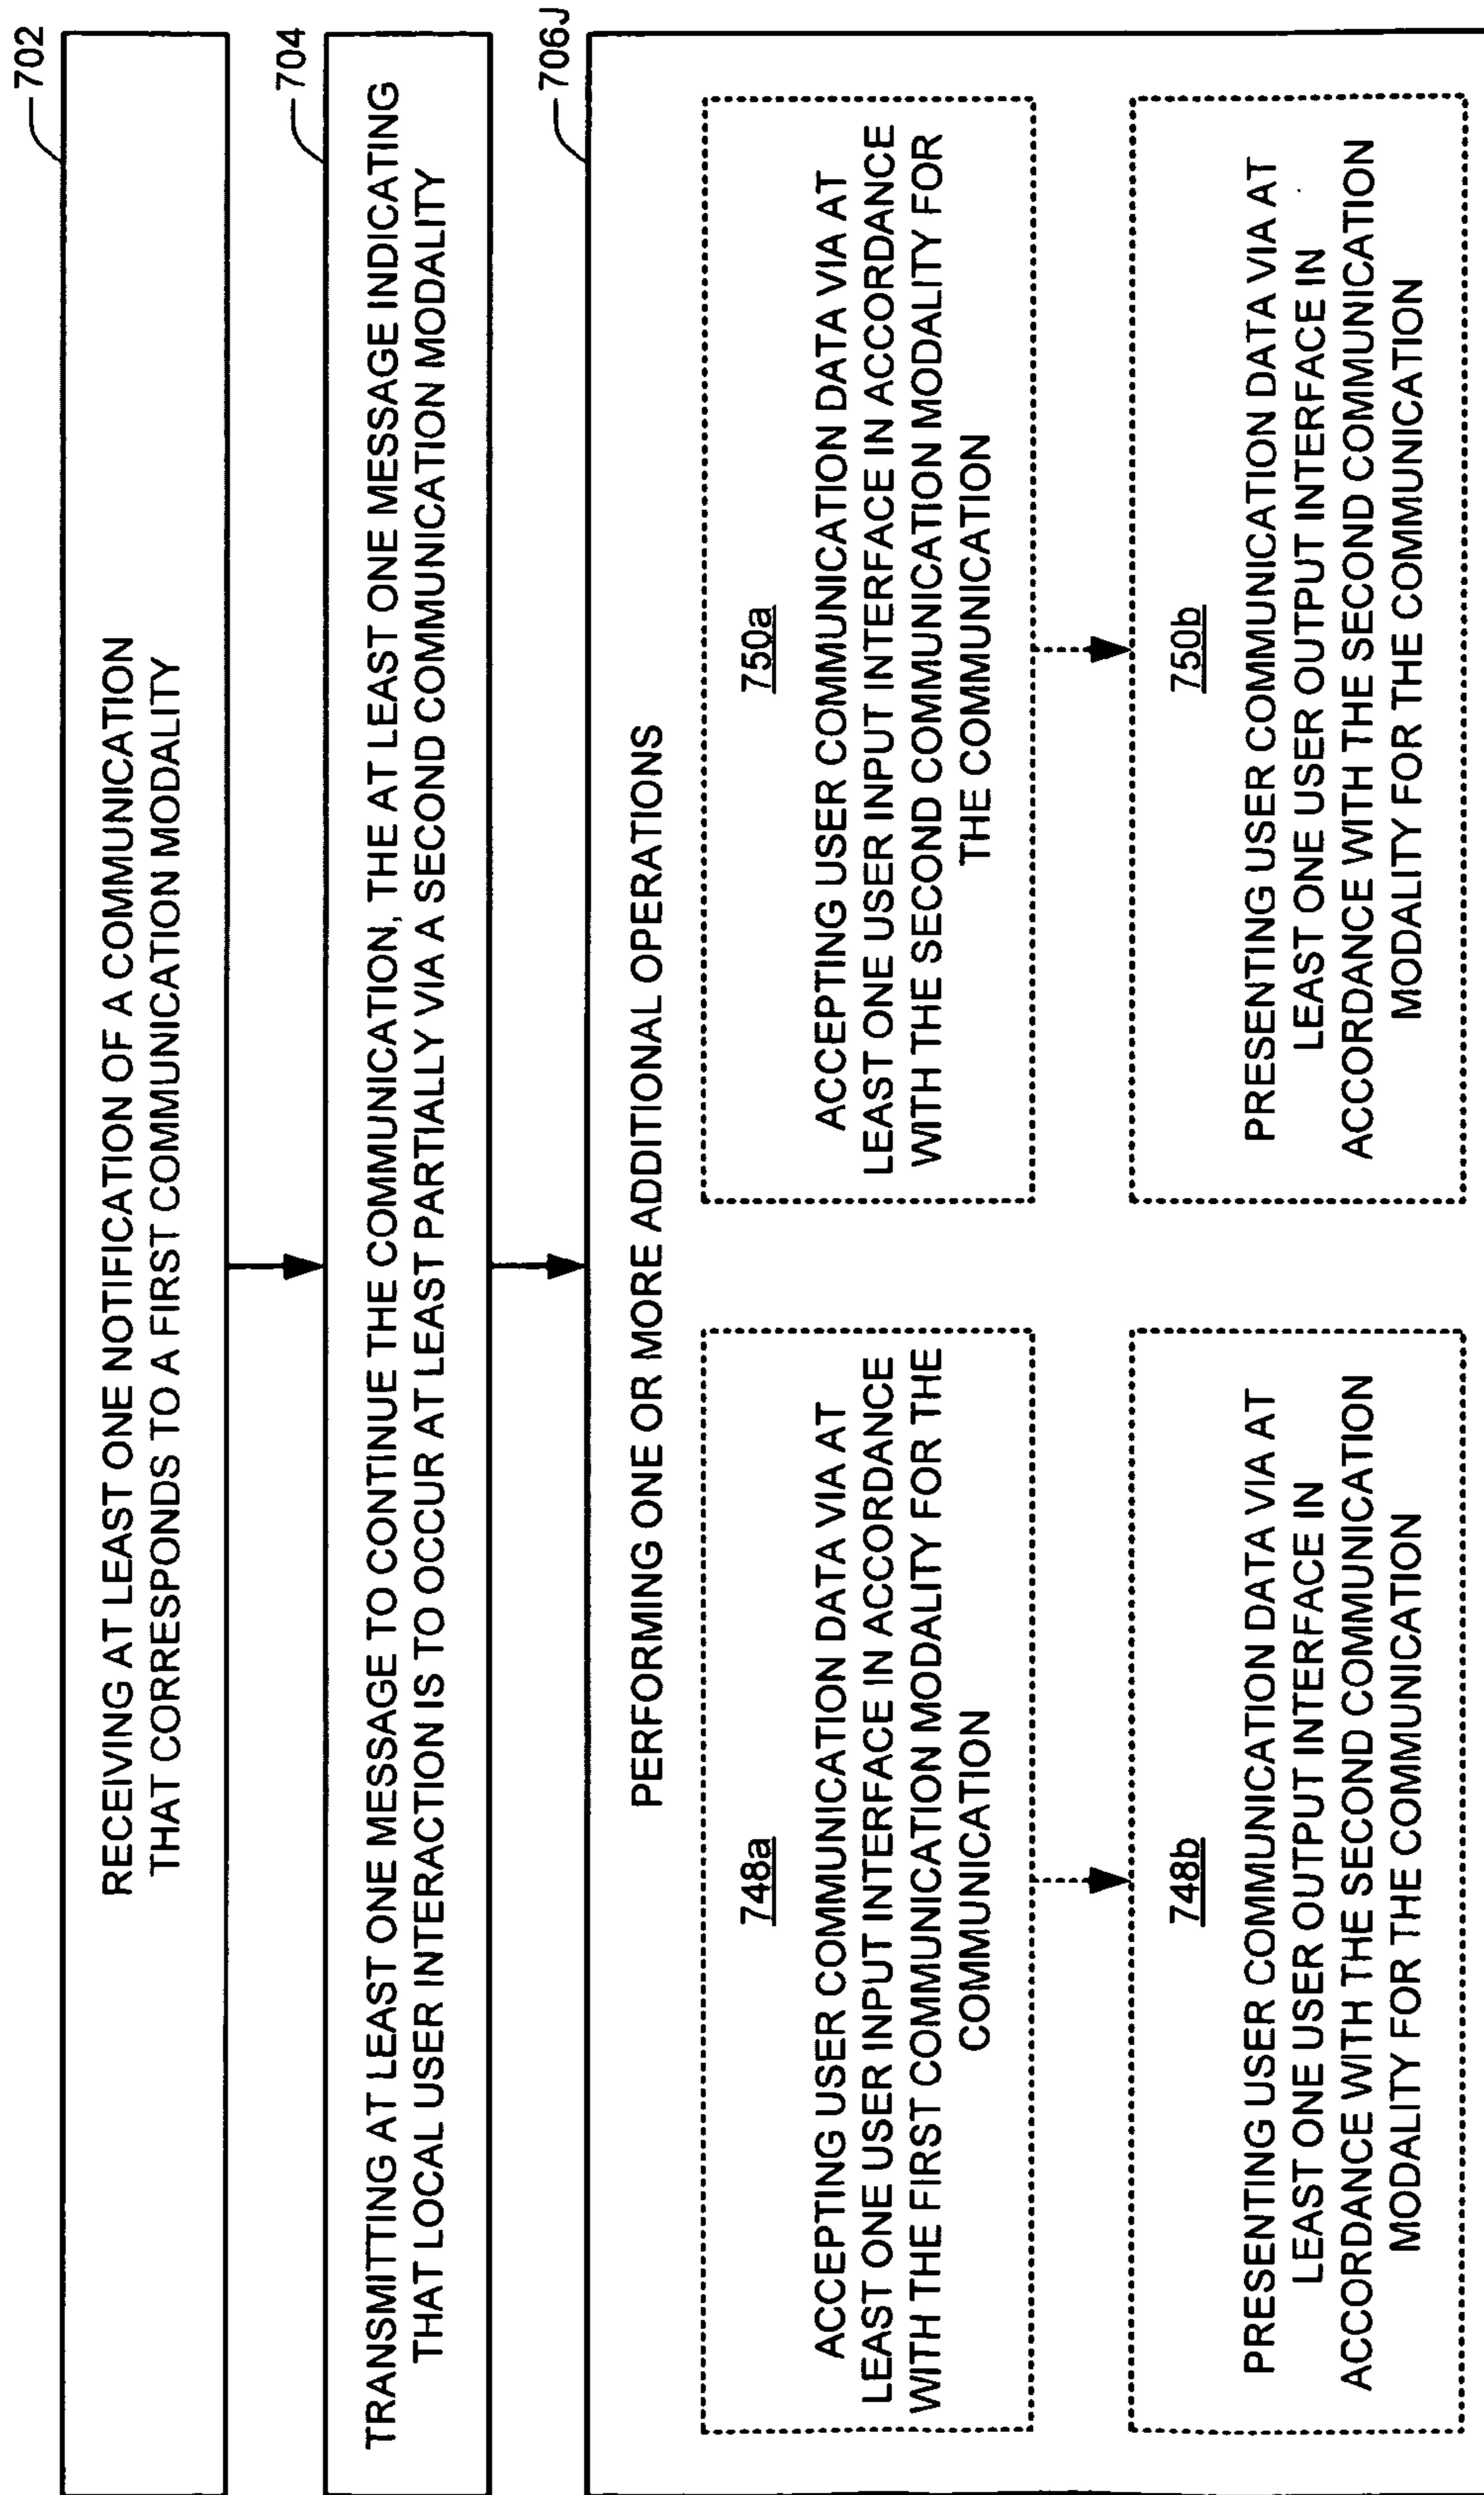 702
RECEIVING AT LEAST ONE NOTIFICATION OF A COMMUNICATION
THAT CORRESPONDS TO A FIRST COMMUNICATION MODALITY
704
TRANSMITTING AT LEAST ONE MESSAGE TO CONTINUE THE COMMUNICATION, THE AT LEAST ONE MESSAGE INDICATING
THAT LOCAL USER INTERACTION IS TO OCCUR AT LEAST PARTIALLY VIA A SECOND COMMUNICATION MODALITY
706J
PERFORMING ONE OR MORE ADDITIONAL OPERATIONS
748a
ACCEPTING USER COMMUNICATION DATA VIA AT
LEAST ONE USER INPUT INTERFACE IN ACCORDANCE
WITH THE FIRST COMMUNICATION MODALITY FOR THE
COMMUNICATION
748b
PRESENTING USER COMMUNICATION DATA VIA AT
LEAST ONE USER OUTPUT INTERFACE IN
ACCORDANCE WITH THE SECOND COMMUNICATION
MODALITY FOR THE COMMUNICATION
750a
ACCEPTING USER COMMUNICATION DATA VIA AT
LEAST ONE USER INPUT INTERFACE IN ACCORDANCE
WITH THE SECOND COMMUNICATION MODALITY FOR
THE COMMUNICATION
750b
PRESENTING USER COMMUNICATION DATA VIA AT
LEAST ONE USER OUTPUT INTERFACE IN
ACCORDANCE WITH THE SECOND COMMUNICATION
MODALITY FOR THE COMMUNICATION